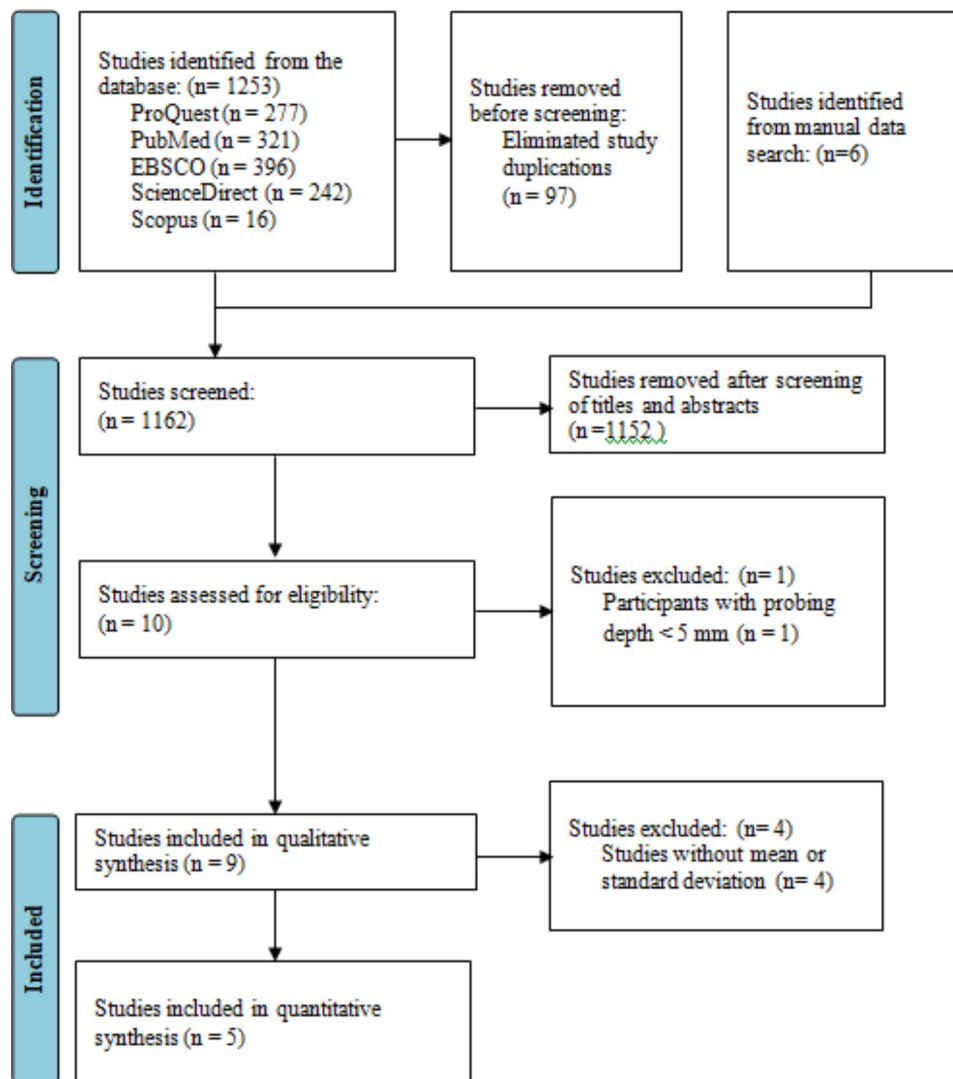 Identification
Studies identified from the
database: (n= 1253)
ProQuest (n = 277)
PubMed (n = 321)
EBSCO (n = 396)
ScienceDirect (n = 242)
Scopus (n = 16)
Studies removed
before screening:
Eliminated study
duplications
(n = 97)
Studies identified
from manual data
search: (n=6)
Screening
Studies screened:
(n = 1162)
Studies removed after screening
of titles and abstracts
(n =1152 )
Studies assessed for eligibility:
(n = 10)
Studies excluded: (n= 1)
Participants with probing
depth < 5 mm (n = 1)
Included
Studies included in qualitative
synthesis (n = 9)
Studies excluded: (n= 4)
Studies without mean or
standard deviation (n= 4)
Studies included in quantitative
synthesis (n = 5)